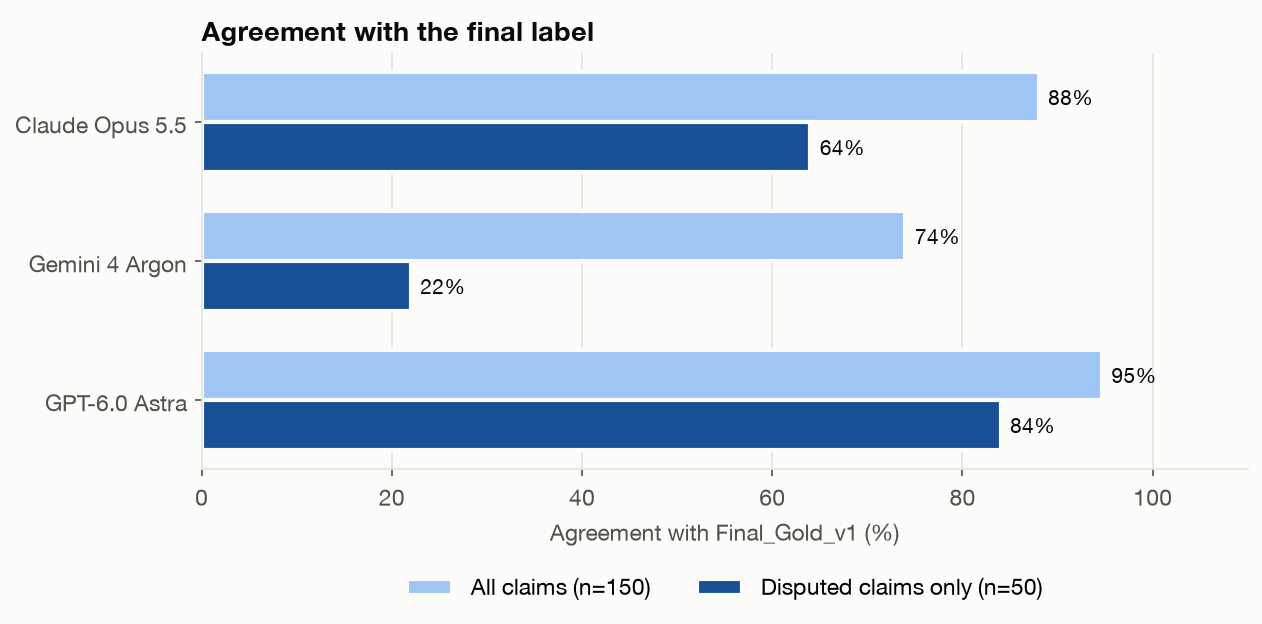 Agreement with the final label
Claude Opus 5.5
88%
64%
Gemini 4 Argon
74%
22%
GPT-6.0 Astra
95%
84%
0 20 40 60 80 100
Agreement with Final_Gold_v1 (%)
All claims (n=150) Disputed claims only (n=50)